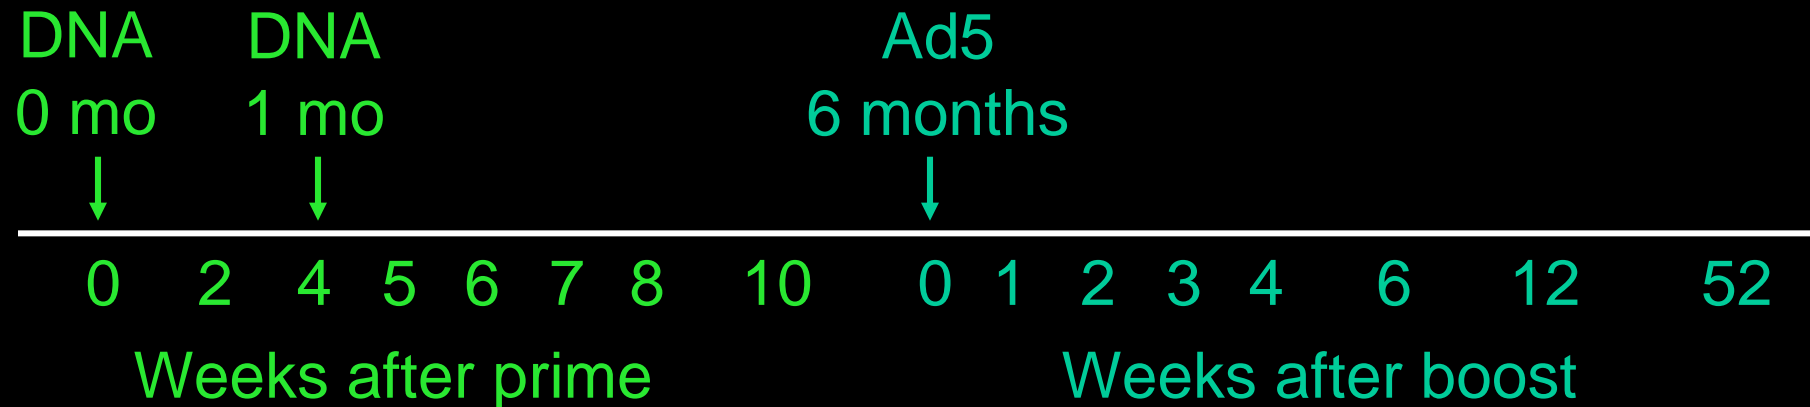 DNA DNA Ad5
0 mo 1 mo 6 months
0 2 4 5 6 7 8 10 0 1 2 3 4 6 12 52
Weeks after prime Weeks after boost